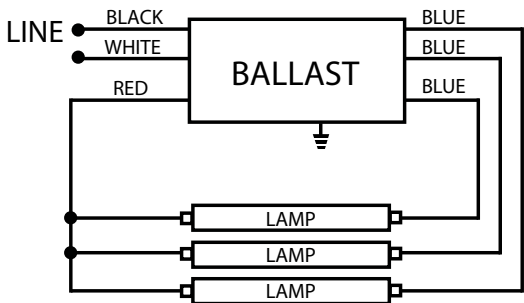 BLACK
BLUE
LINE
WHITE
BLUE
BALLAST
RED
BLUE
LAMP
LAMP
LAMP